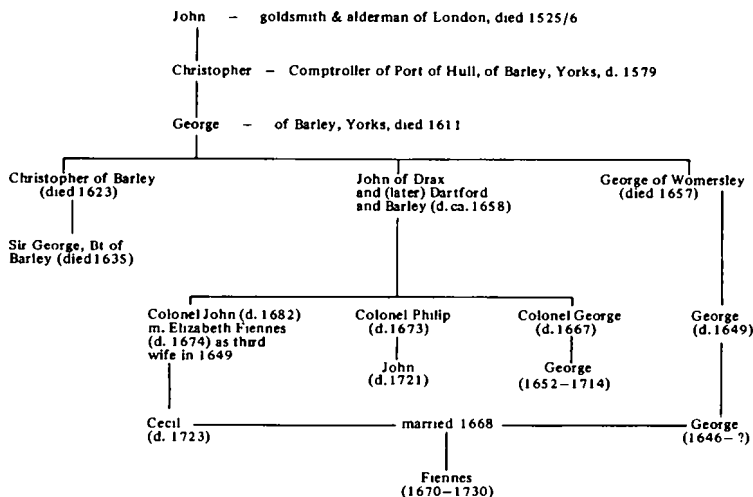 John – goldsmith & alderman of London, died 1525/6
Christopher – Comptroller of Port of Hull, of Barley, Yorks, d. 1579
George – of Barley, Yorks, died 1611
Christopher of Barley
(died 1623)
John of Drax
and (later) Dartford
and Barley (d. ca. 1658)
George of Womersley
(died 1657)
Sir George, Bt of
Barley (died 1635)
Colonel John (d. 1682)
m. Elizabeth Fiennes
(d. 1674) as third
wife in 1649
Colonel Philip
(d.1673)
Colonel George
(d.1667)
George
(d.1649)
John
(d.1721)
George
(1652–1714)
Cecil
(d. 1723)
married 1668
George
(1646– ?)
Fiennes
(1670–1730)